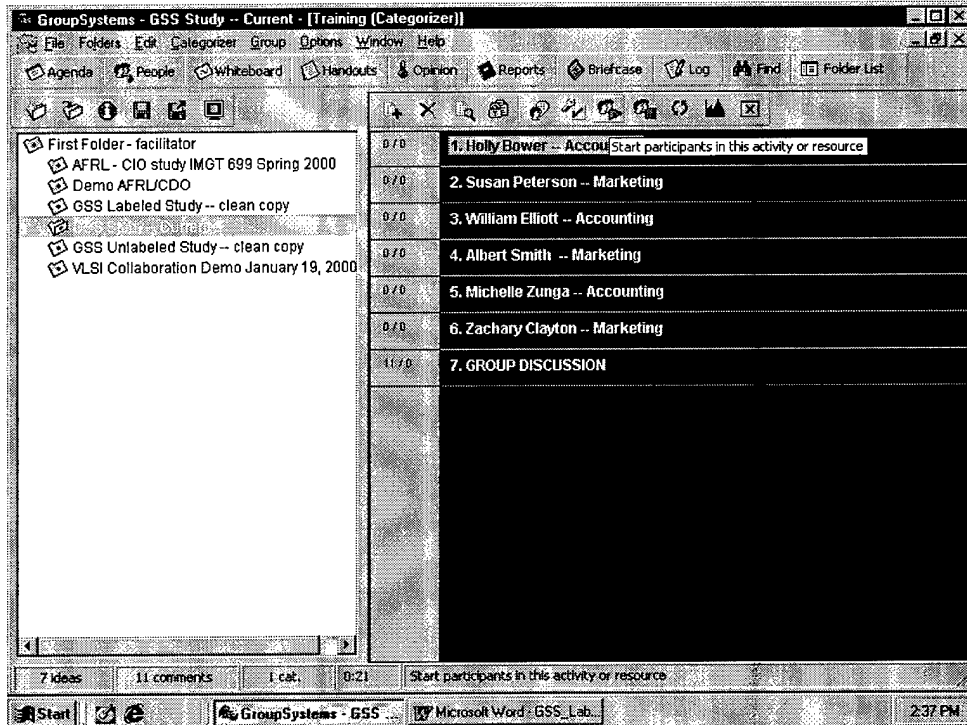 GroupSystems - GSS Study -- Current - [Training (Categorizer)]
File Folders Edit Categorizer Group Options Window Help
Agenda People Whiteboard Handouts Opinion Reports Briefcase Log Find Folder List
First Folder - facilitator
AFRL - CIO study IMGT 699 Spring 2000
Demo AFRL/CDO
GSS Labeled Study -- clean copy
GSS Study -- Current
GSS Unlabeled Study -- clean copy
VLSI Collaboration Demo January 19, 2000
0 / 0 1. Holly Bower -- Accou Start participants in this activity or resource
0 / 0 2. Susan Peterson -- Marketing
0 / 0 3. William Elliott -- Accounting
0 / 0 4. Albert Smith -- Marketing
0 / 0 5. Michelle Zunga -- Accounting
0 / 0 6. Zachary Clayton -- Marketing
11 / 0 7. GROUP DISCUSSION
7 ideas 11 comments 1 cat. 0:21 Start participants in this activity or resource
Start GroupSystems - GSS ... Microsoft Word - GSS_Lab... 2:37 PM